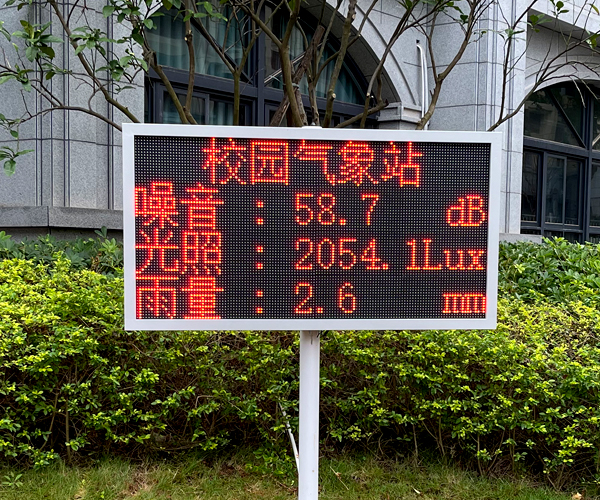 校园气象站
噪音 : 58.7 dB
光照 : 2054.1Lux
雨量 : 2.6 mm